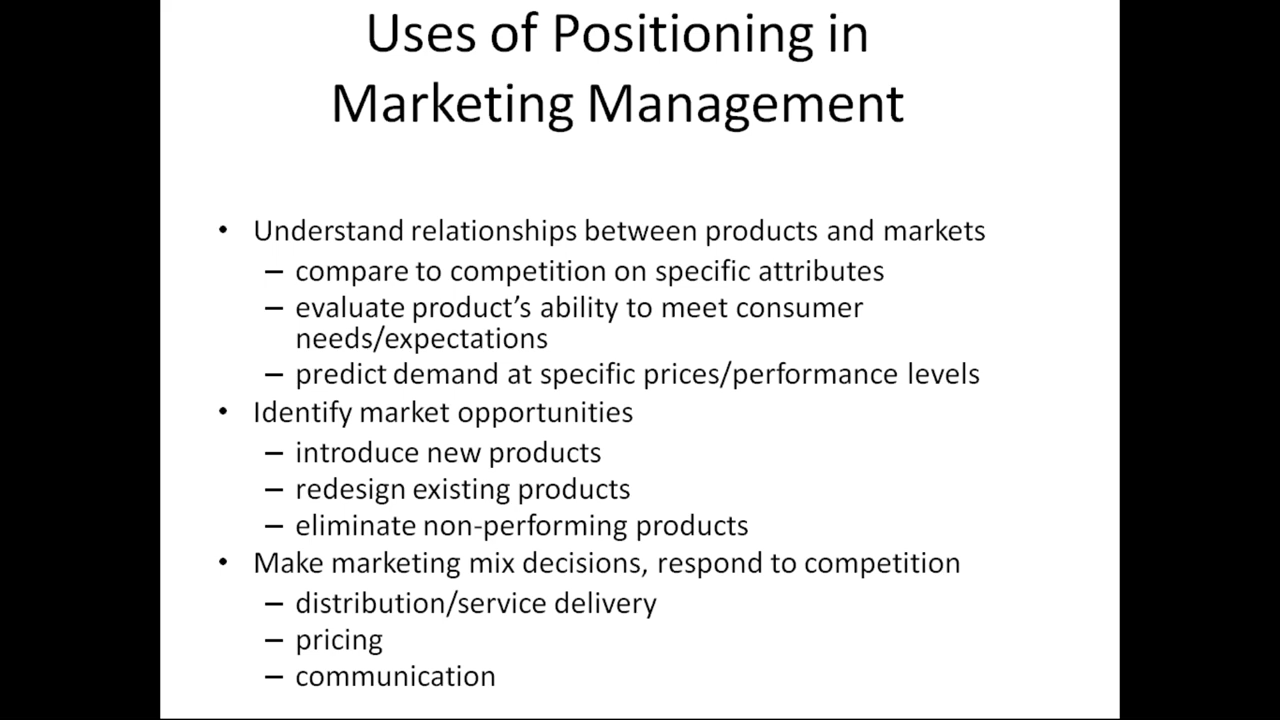 Uses of Positioning in
Marketing Management
• Understand relationships between products and markets
– compare to competition on specific attributes
– evaluate product’s ability to meet consumer
needs/expectations
– predict demand at specific prices/performance levels
• Identify market opportunities
– introduce new products
– redesign existing products
– eliminate non-performing products
• Make marketing mix decisions, respond to competition
– distribution/service delivery
– pricing
– communication